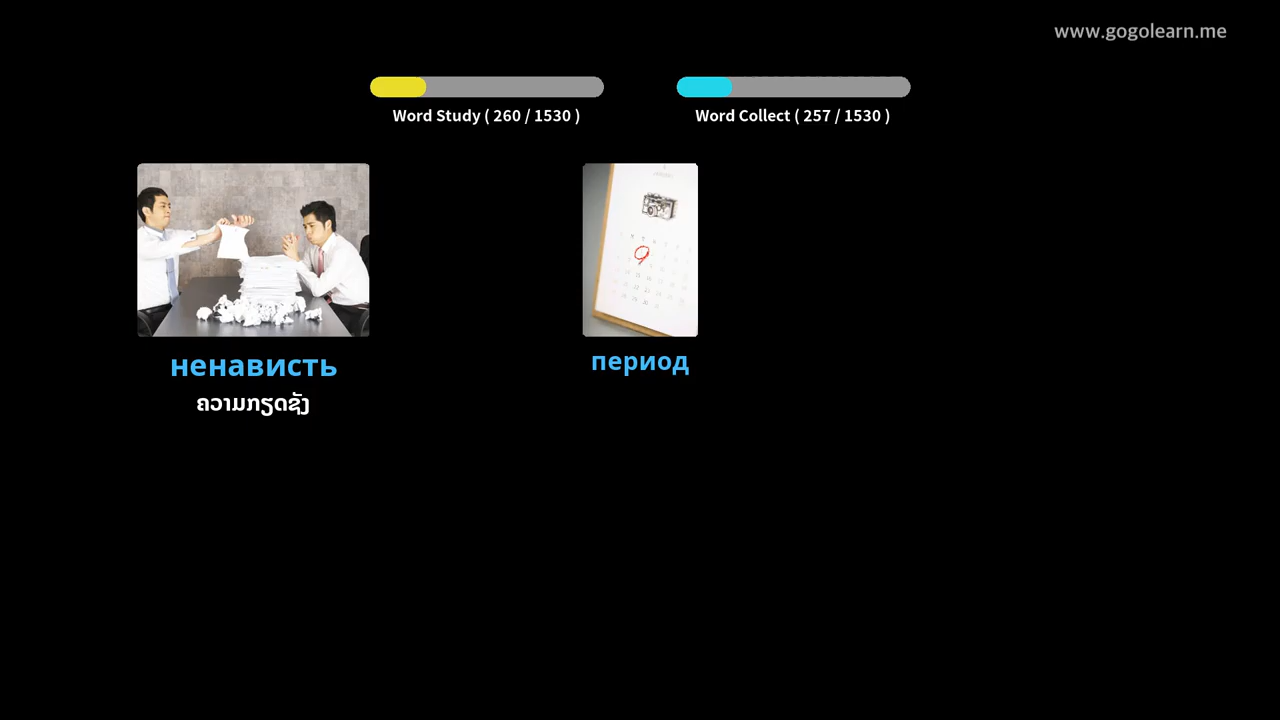 www.gogolearn.me
Word Study ( 260 / 1530 )
Word Collect ( 257 / 1530 )
ненависть
ຄວາມກຽດຊັງ
период